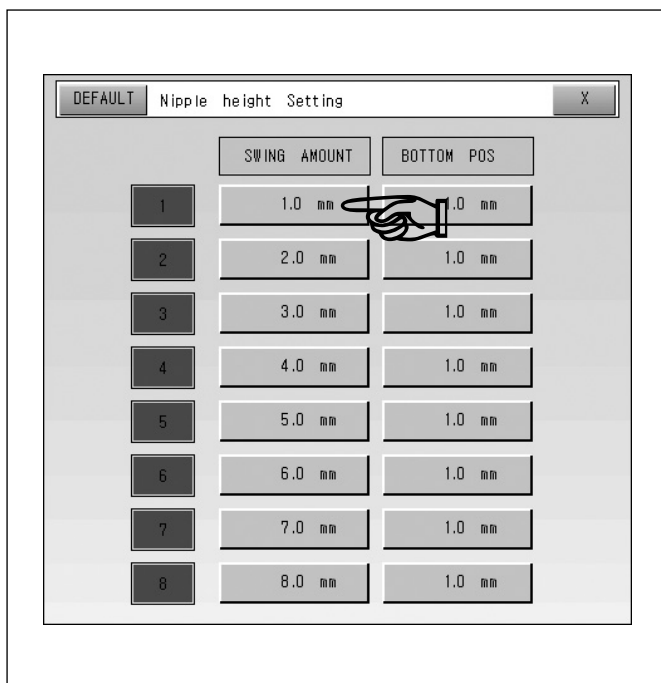 DEFAULT Nipple height Setting X
SWING AMOUNT BOTTOM POS
1 1.0 mm 1.0 mm
2 2.0 mm 1.0 mm
3 3.0 mm 1.0 mm
4 4.0 mm 1.0 mm
5 5.0 mm 1.0 mm
6 6.0 mm 1.0 mm
7 7.0 mm 1.0 mm
8 8.0 mm 1.0 mm